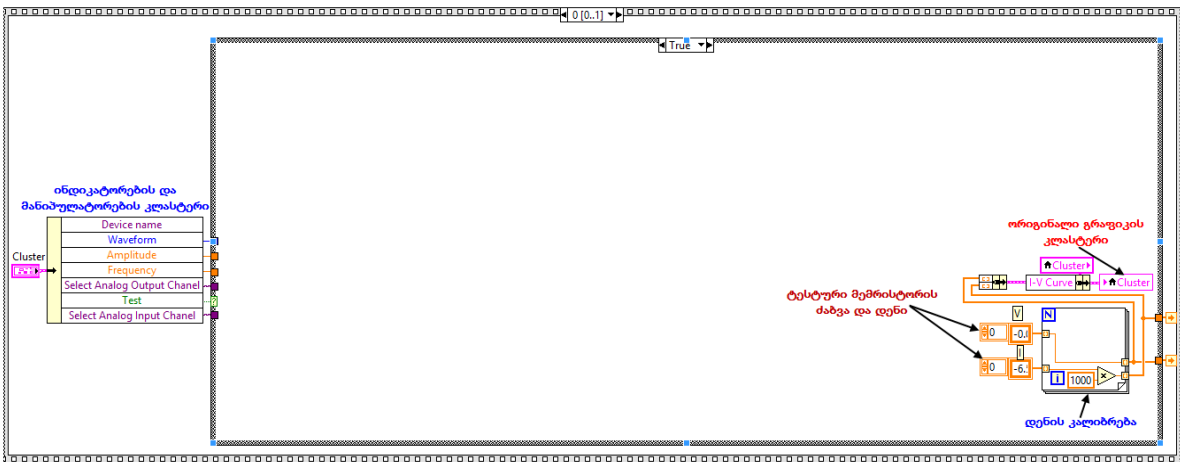 0 [0..1]
True
ინდიკატორების და
მანიპულატორების კლასტერი
Device name
Waveform
Amplitude
Frequency
Select Analog Output Chanel
Test
Select Analog Input Chanel
Cluster
ორიგინალი გრაფიკის
კლასტერი
Cluster
I-V Curve
Cluster
ტესტური მემრისტორის
ძაბვა და დენი
V
N
0
-0.
I
0
-6.
i
1000
x
დენის კალიბრება